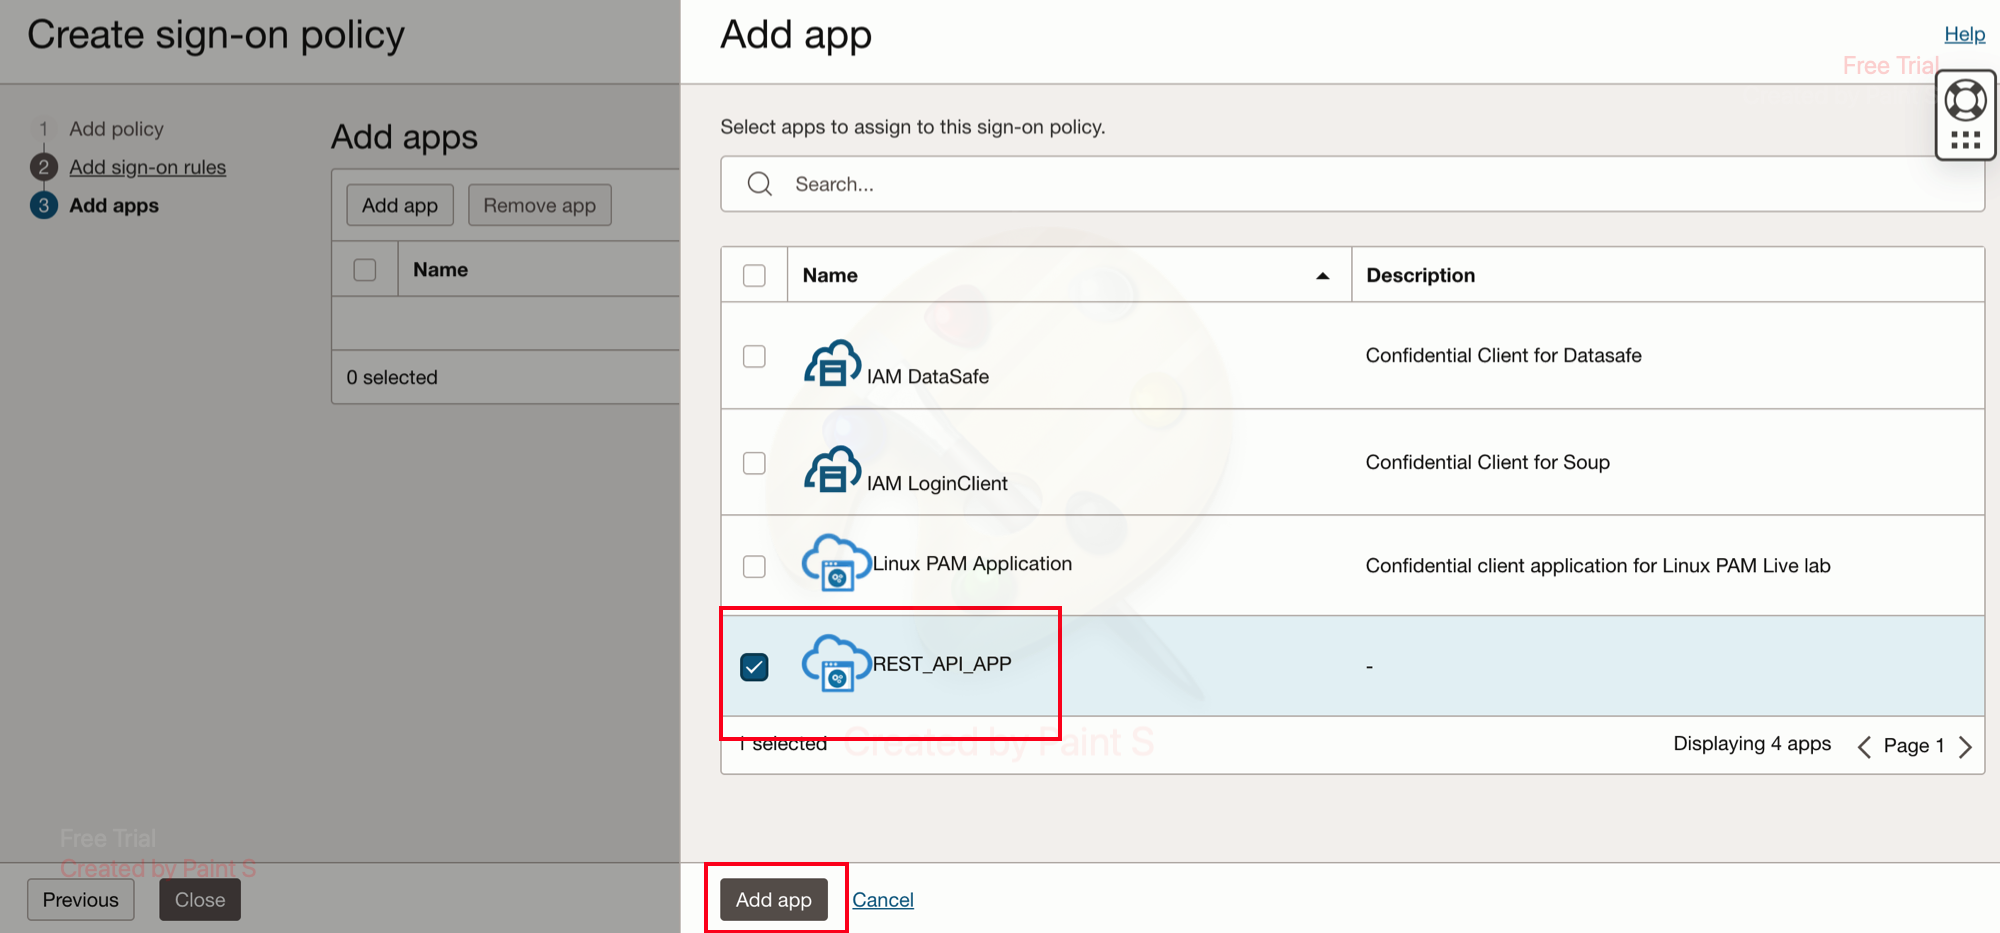 Create sign-on policy
1 Add policy
2 Add sign-on rules
3 Add apps
Add apps
Add app
Remove app
Name
0 selected
Free Trial
Created by Paint S
Previous
Close
Add app
Help
Free Trial
Select apps to assign to this sign-on policy.
Search...
Name
Description
IAM DataSafe
Confidential Client for Datasafe
IAM LoginClient
Confidential Client for Soup
Linux PAM Application
Confidential client application for Linux PAM Live lab
REST_API_APP
-
1 selected
Created by Paint S
Displaying 4 apps
Page 1
Add app
Cancel